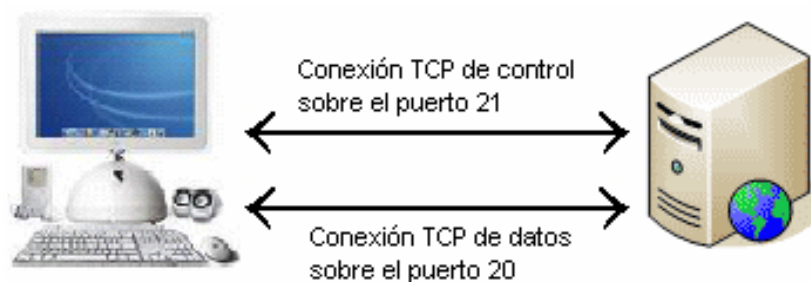 Conexión TCP de control
sobre el puerto 21
Conexión TCP de datos
sobre el puerto 20